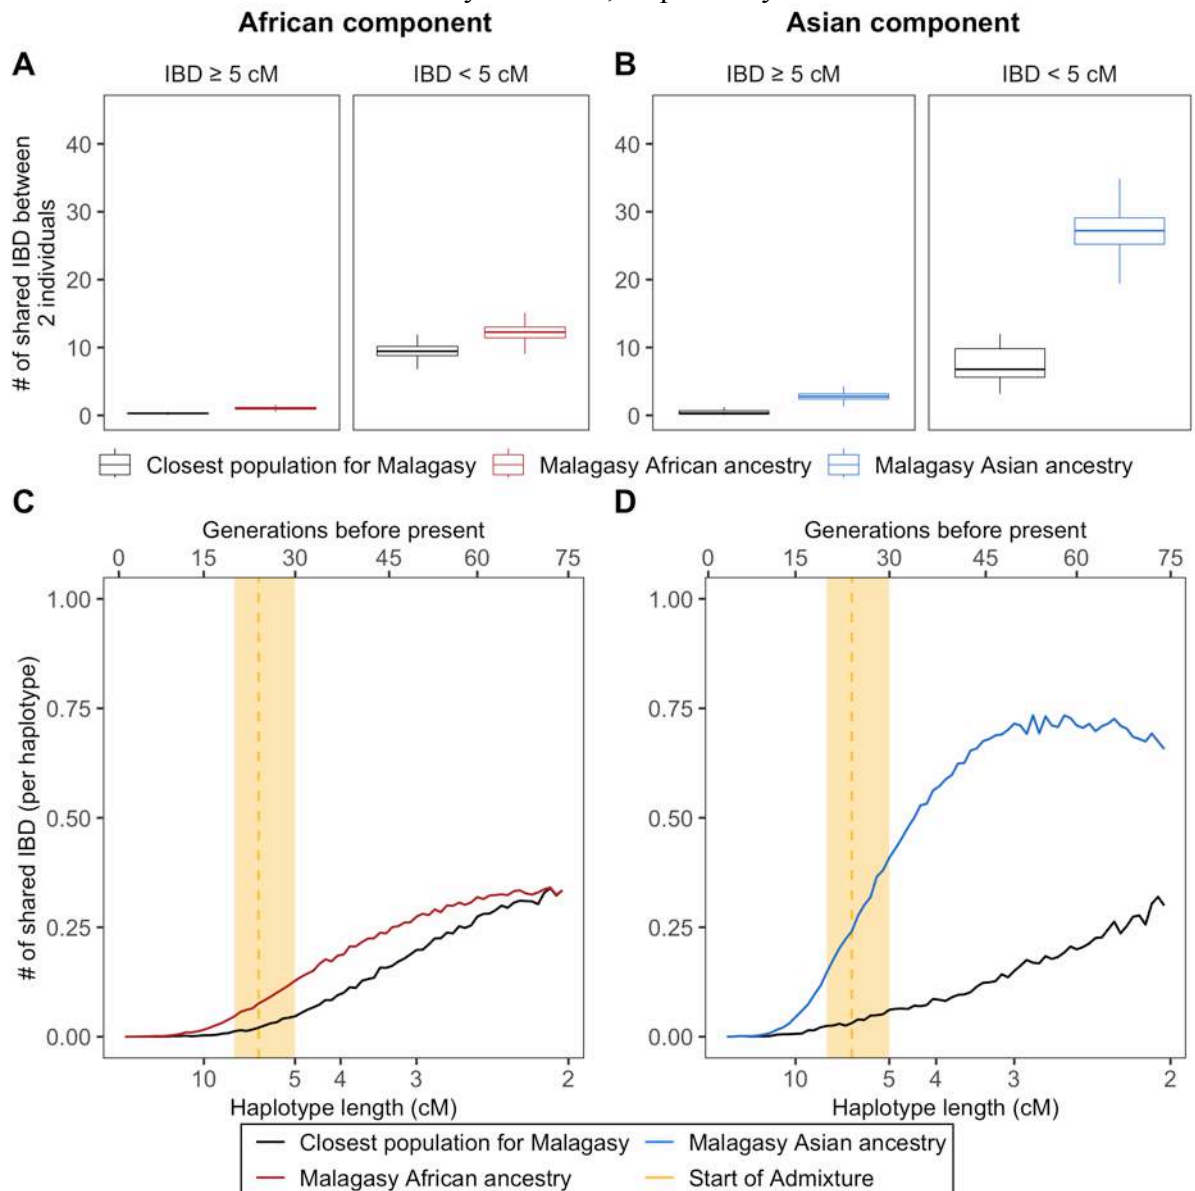 African component
Asian component
A
IBD ≥ 5 cM
IBD < 5 cM
B
IBD ≥ 5 cM
IBD < 5 cM
# of shared IBD between
2 individuals
40
30
20
10
0
40
30
20
10
0
Closest population for Malagasy
Malagasy African ancestry
Malagasy Asian ancestry
C
Generations before present
0 15 30 45 60 75
# of shared IBD (per haplotype)
1.00
0.75
0.50
0.25
0.00
10 5 4 3 2
Haplotype length (cM)
D
Generations before present
0 15 30 45 60 75
1.00
0.75
0.50
0.25
0.00
10 5 4 3 2
Haplotype length (cM)
Closest population for Malagasy
Malagasy Asian ancestry
Malagasy African ancestry
Start of Admixture